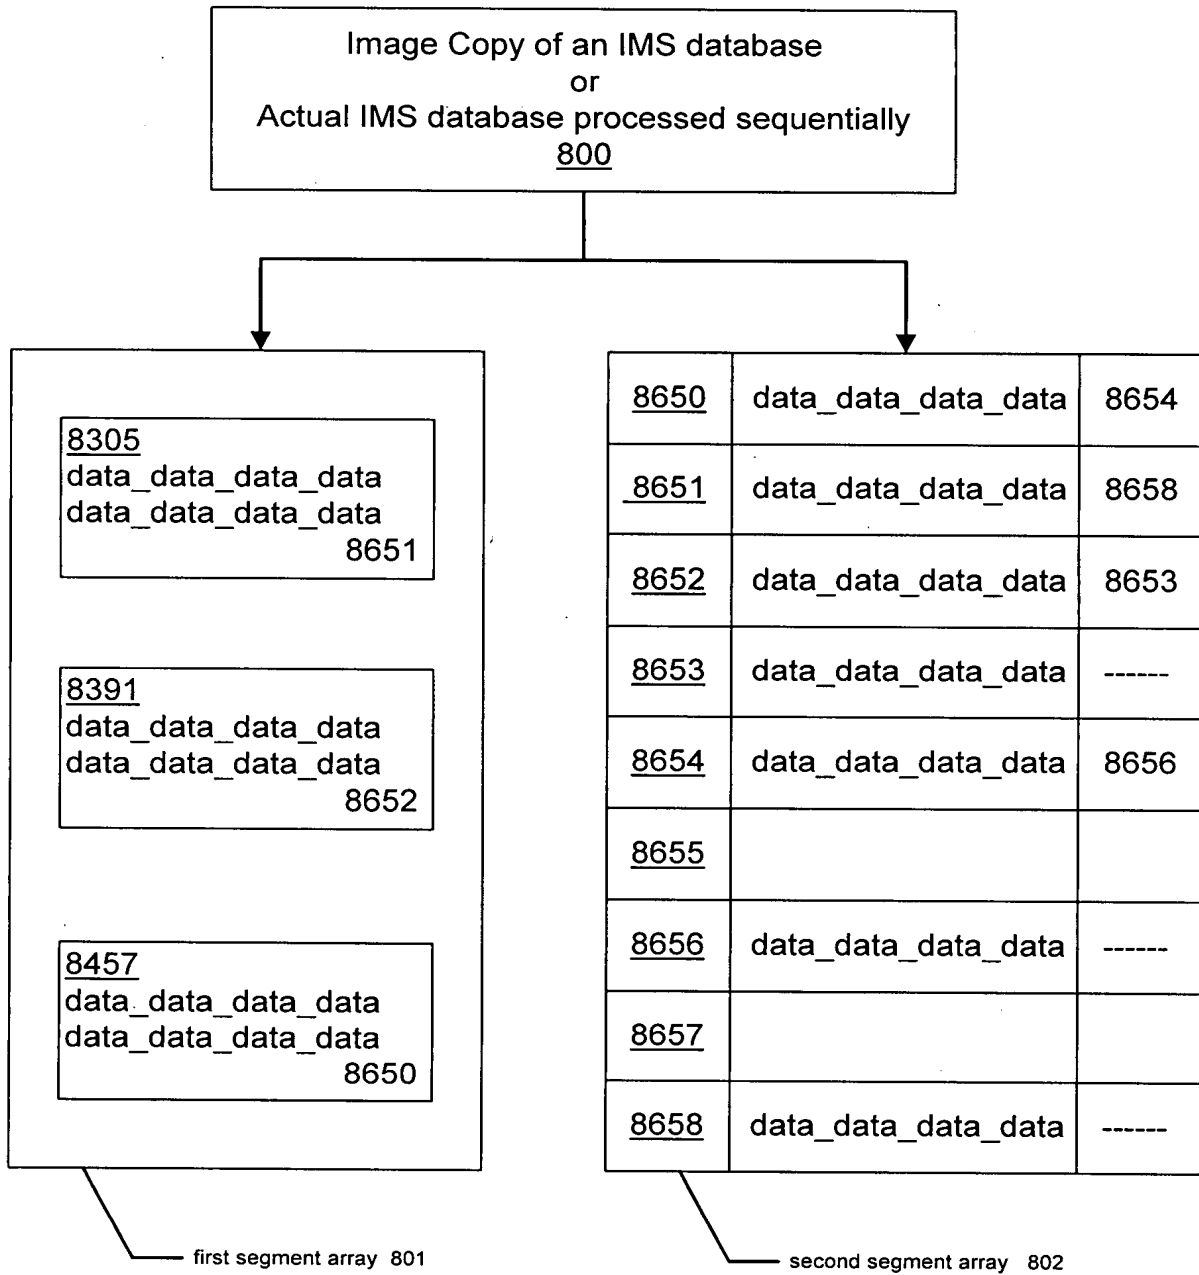 Image Copy of an IMS database
or
Actual IMS database processed sequentially
800
8305
data_data_data_data
data_data_data_data
8651
8391
data_data_data_data
data_data_data_data
8652
8457
data_data_data_data
data_data_data_data
8650
first segment array 801
8650 data_data_data_data 8654
8651 data_data_data_data 8658
8652 data_data_data_data 8653
8653 data_data_data_data ------
8654 data_data_data_data 8656
8655
8656 data_data_data_data ------
8657
8658 data_data_data_data ------
second segment array 802